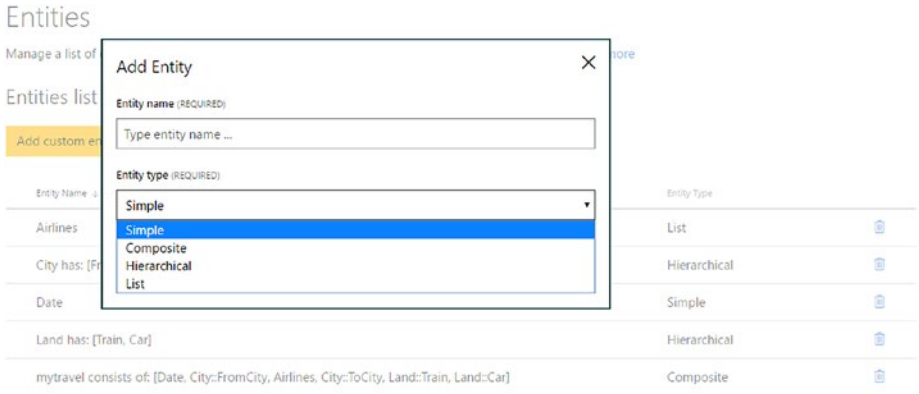 Entities
Manage a list of
more
Add Entity
Entity name (REQUIRED)
Type entity name ...
Entities list
Add custom en
Entity type (REQUIRED)
Simple
Simple
Composite
Hierarchical
List
Entity Name ↓
Entity Type
Airlines
List
City has: [Fr
Hierarchical
Date
Simple
Land has: [Train, Car]
Hierarchical
mytravel consists of: [Date, City::FromCity, Airlines, City::ToCity, Land::Train, Land::Car]
Composite